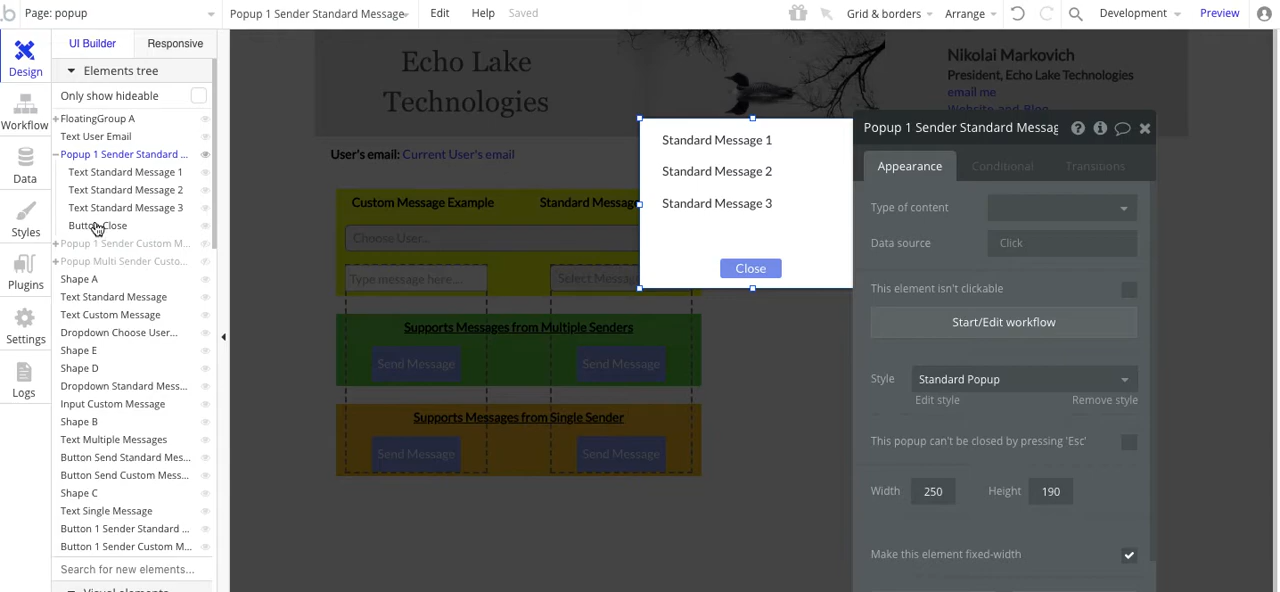 Page: popup
Popup 1 Sender Standard Message
Edit
Help
Saved
Grid & borders
Arrange
Development
Preview
Design
Workflow
Data
Styles
Plugins
Settings
Logs
UI Builder
Responsive
Elements tree
Only show hideable
FloatingGroup A
Text User Email
Popup 1 Sender Standard ...
Text Standard Message 1
Text Standard Message 2
Text Standard Message 3
Button Close
Popup 1 Sender Custom M...
Popup Multi Sender Custo...
Shape A
Text Standard Message
Text Custom Message
Dropdown Choose User...
Shape E
Shape D
Dropdown Standard Mess...
Input Custom Message
Shape B
Text Multiple Messages
Button Send Standard Mes...
Button Send Custom Mess...
Shape C
Text Single Message
Button 1 Sender Standard ...
Button 1 Sender Custom M...
Search for new elements...
Visual elements
Echo Lake
Technologies
Nikolai Markovich
President, Echo Lake Technologies
email me
Website and Blog
User's email: Current User's email
Custom Message Example
Standard Message
Choose User...
Type message here...
Select Message
Supports Messages from Multiple Senders
Send Message
Send Message
Supports Messages from Single Sender
Send Message
Send Message
Standard Message 1
Standard Message 2
Standard Message 3
Close
Popup 1 Sender Standard Messag
Appearance
Conditional
Transitions
Type of content
Data source
Click
This element isn't clickable
Start/Edit workflow
Style
Standard Popup
Edit style
Remove style
This popup can't be closed by pressing 'Esc'
Width
250
Height
190
Make this element fixed-width